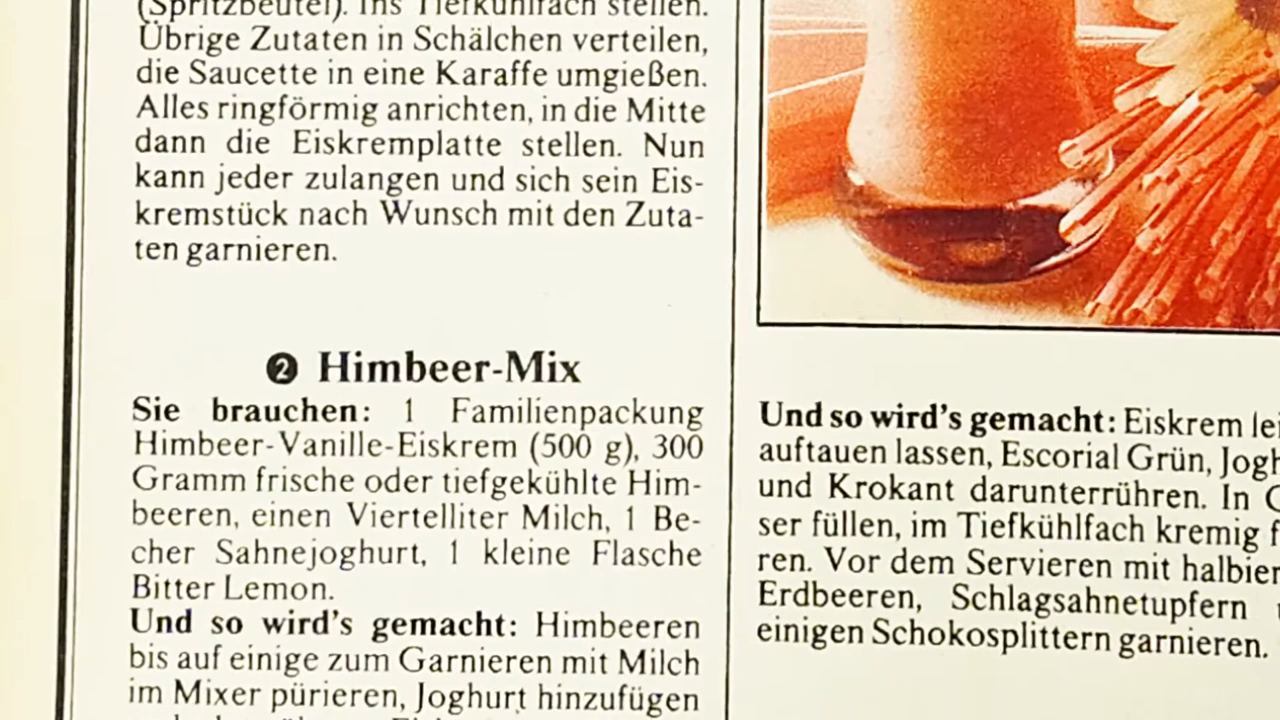 (Spritzbeutel). Ins Tiefkühlfach stellen.
Übrige Zutaten in Schälchen verteilen,
die Saucette in eine Karaffe umgießen.
Alles ringförmig anrichten, in die Mitte
dann die Eiskremplatte stellen. Nun
kann jeder zulangen und sich sein Eis-
kremstück nach Wunsch mit den Zuta-
ten garnieren.
❷ Himbeer-Mix
Sie brauchen: 1 Familienpackung
Himbeer-Vanille-Eiskrem (500 g), 300
Gramm frische oder tiefgekühlte Him-
beeren, einen Viertelliter Milch, 1 Be-
cher Sahnejoghurt, 1 kleine Flasche
Bitter Lemon.
Und so wird's gemacht: Himbeeren
bis auf einige zum Garnieren mit Milch
im Mixer pürieren, Joghurt hinzufügen
Und so wird's gemacht: Eiskrem
auftauen lassen, Escorial Grün,
und Krokant darunterrühren. In
ser füllen, im Tiefkühlfach kremig
ren. Vor dem Servieren mit
Erdbeeren, Schlagsahnetupfern
einigen Schokosplittern garnieren.